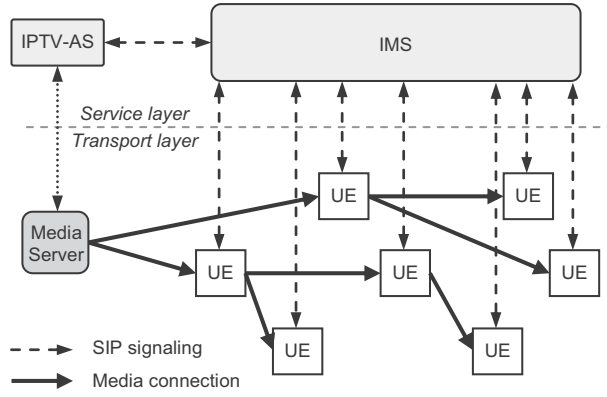 IPTV-AS
IMS
Service layer
Transport layer
UE
UE
Media
Server
UE
UE
UE
UE
UE
SIP signaling
Media connection